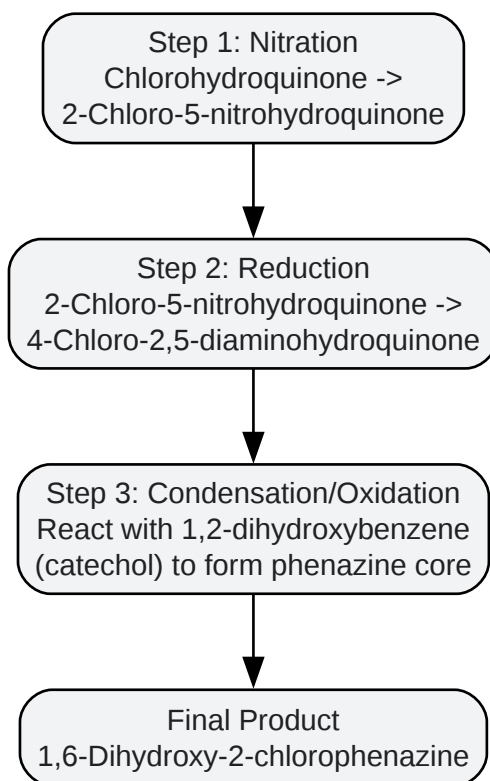 Step 1: Nitration
Chlorohydroquinone ->
2-Chloro-5-nitrohydroquinone
Step 2: Reduction
2-Chloro-5-nitrohydroquinone ->
4-Chloro-2,5-diaminohydroquinone
Step 3: Condensation/Oxidation
React with 1,2-dihydroxybenzene
(catechol) to form phenazine core
Final Product
1,6-Dihydroxy-2-chlorophenazine